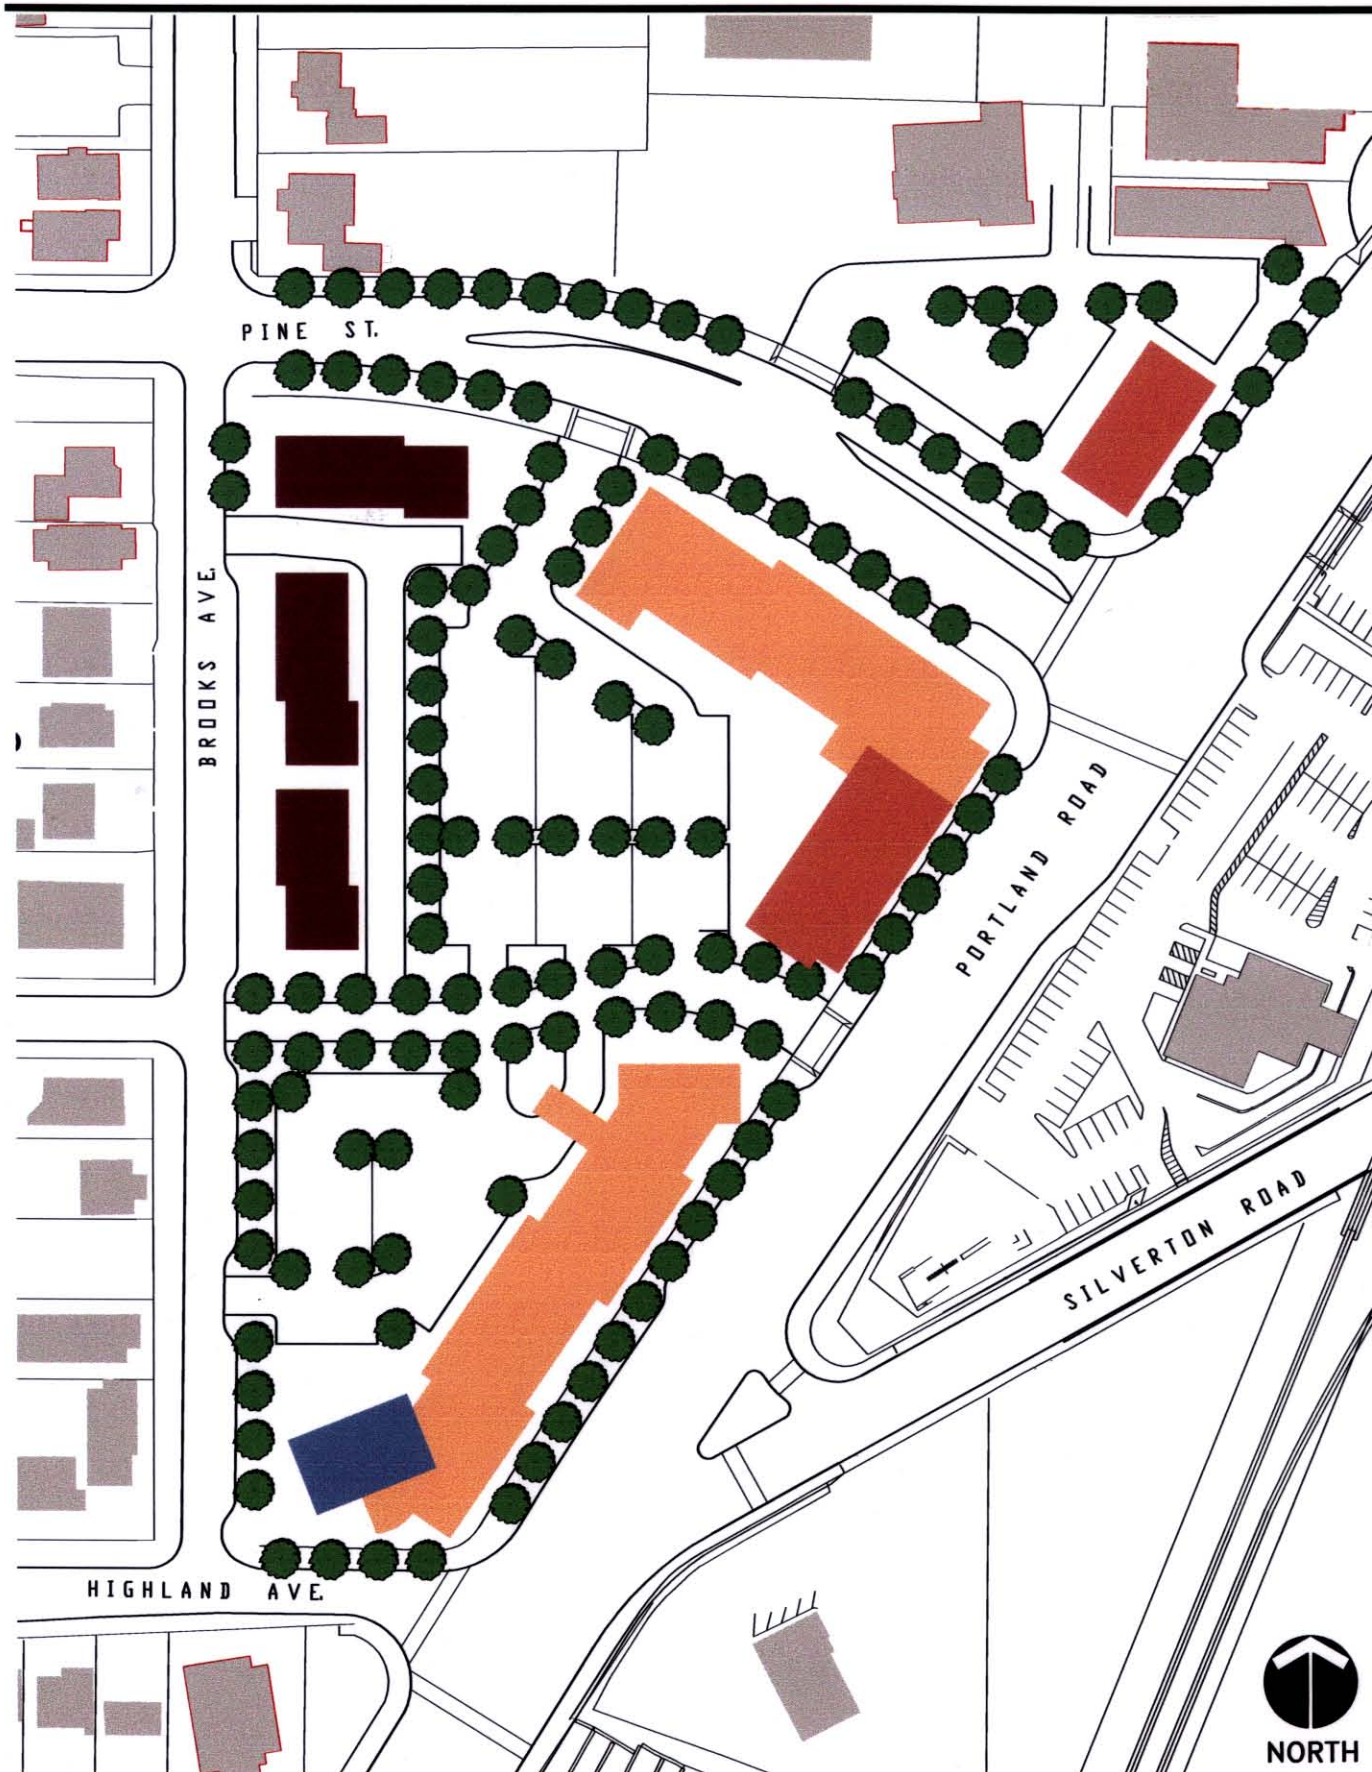 PINE ST.
BROOKS AVE.
PORTLAND ROAD
SILVERTON ROAD
HIGHLAND AVE.
NORTH